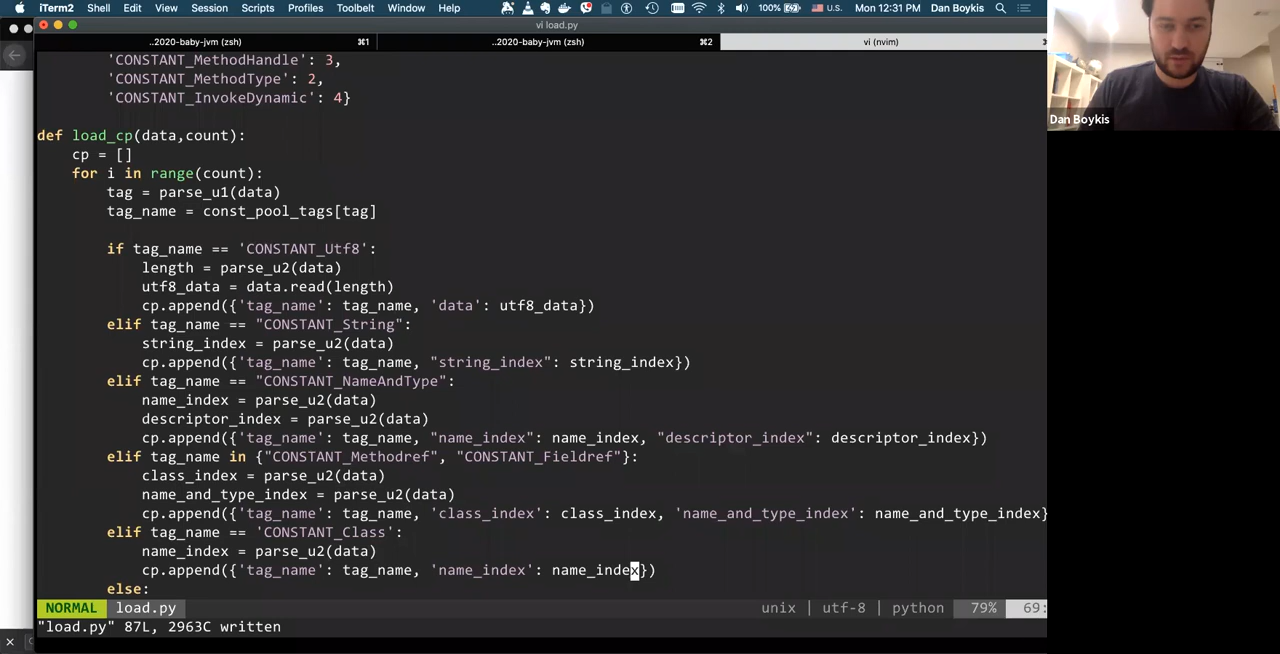 iTerm2 Shell Edit View Session Scripts Profiles Toolbelt Window Help 100% U.S. Mon 12:31 PM Dan Boykis
vi load.py
..2020-baby-jvm (zsh) ⌘1 ..2020-baby-jvm (zsh) ⌘2 vi (nvim)
'CONSTANT_MethodHandle': 3,
'CONSTANT_MethodType': 2,
'CONSTANT_InvokeDynamic': 4}
def load_cp(data,count):
cp = []
for i in range(count):
tag = parse_u1(data)
tag_name = const_pool_tags[tag]
if tag_name == 'CONSTANT_Utf8':
length = parse_u2(data)
utf8_data = data.read(length)
cp.append({'tag_name': tag_name, 'data': utf8_data})
elif tag_name == "CONSTANT_String":
string_index = parse_u2(data)
cp.append({'tag_name': tag_name, "string_index": string_index})
elif tag_name == "CONSTANT_NameAndType":
name_index = parse_u2(data)
descriptor_index = parse_u2(data)
cp.append({'tag_name': tag_name, "name_index": name_index, "descriptor_index": descriptor_index})
elif tag_name in {"CONSTANT_Methodref", "CONSTANT_Fieldref"}:
class_index = parse_u2(data)
name_and_type_index = parse_u2(data)
cp.append({'tag_name': tag_name, 'class_index': class_index, 'name_and_type_index': name_and_type_index}
elif tag_name == 'CONSTANT_Class':
name_index = parse_u2(data)
cp.append({'tag_name': tag_name, 'name_index': name_index})
else:
NORMAL load.py unix | utf-8 | python 79% 69:
"load.py" 87L, 2963C written
Dan Boykis